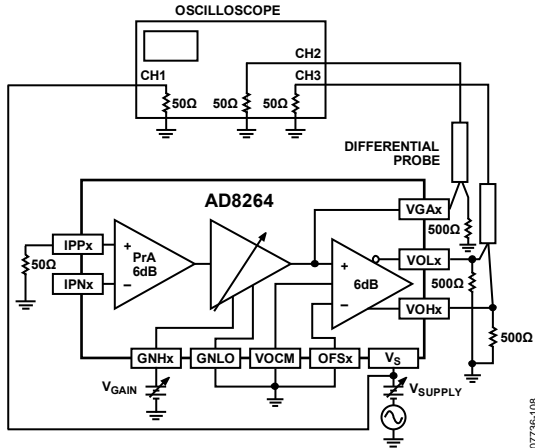 OSCILLOSCOPE
CH1
CH2
CH3
50Ω
50Ω
50Ω
DIFFERENTIAL
PROBE
AD8264
IPPx
IPNx
50Ω
PrA
6dB
+
−
+
−
6dB
VGAx
500Ω
VOLx
500Ω
VOHx
500Ω
GNHx
GNLO
VOCM
OFSx
VS
VGAIN
VSUPPLY
07736-108